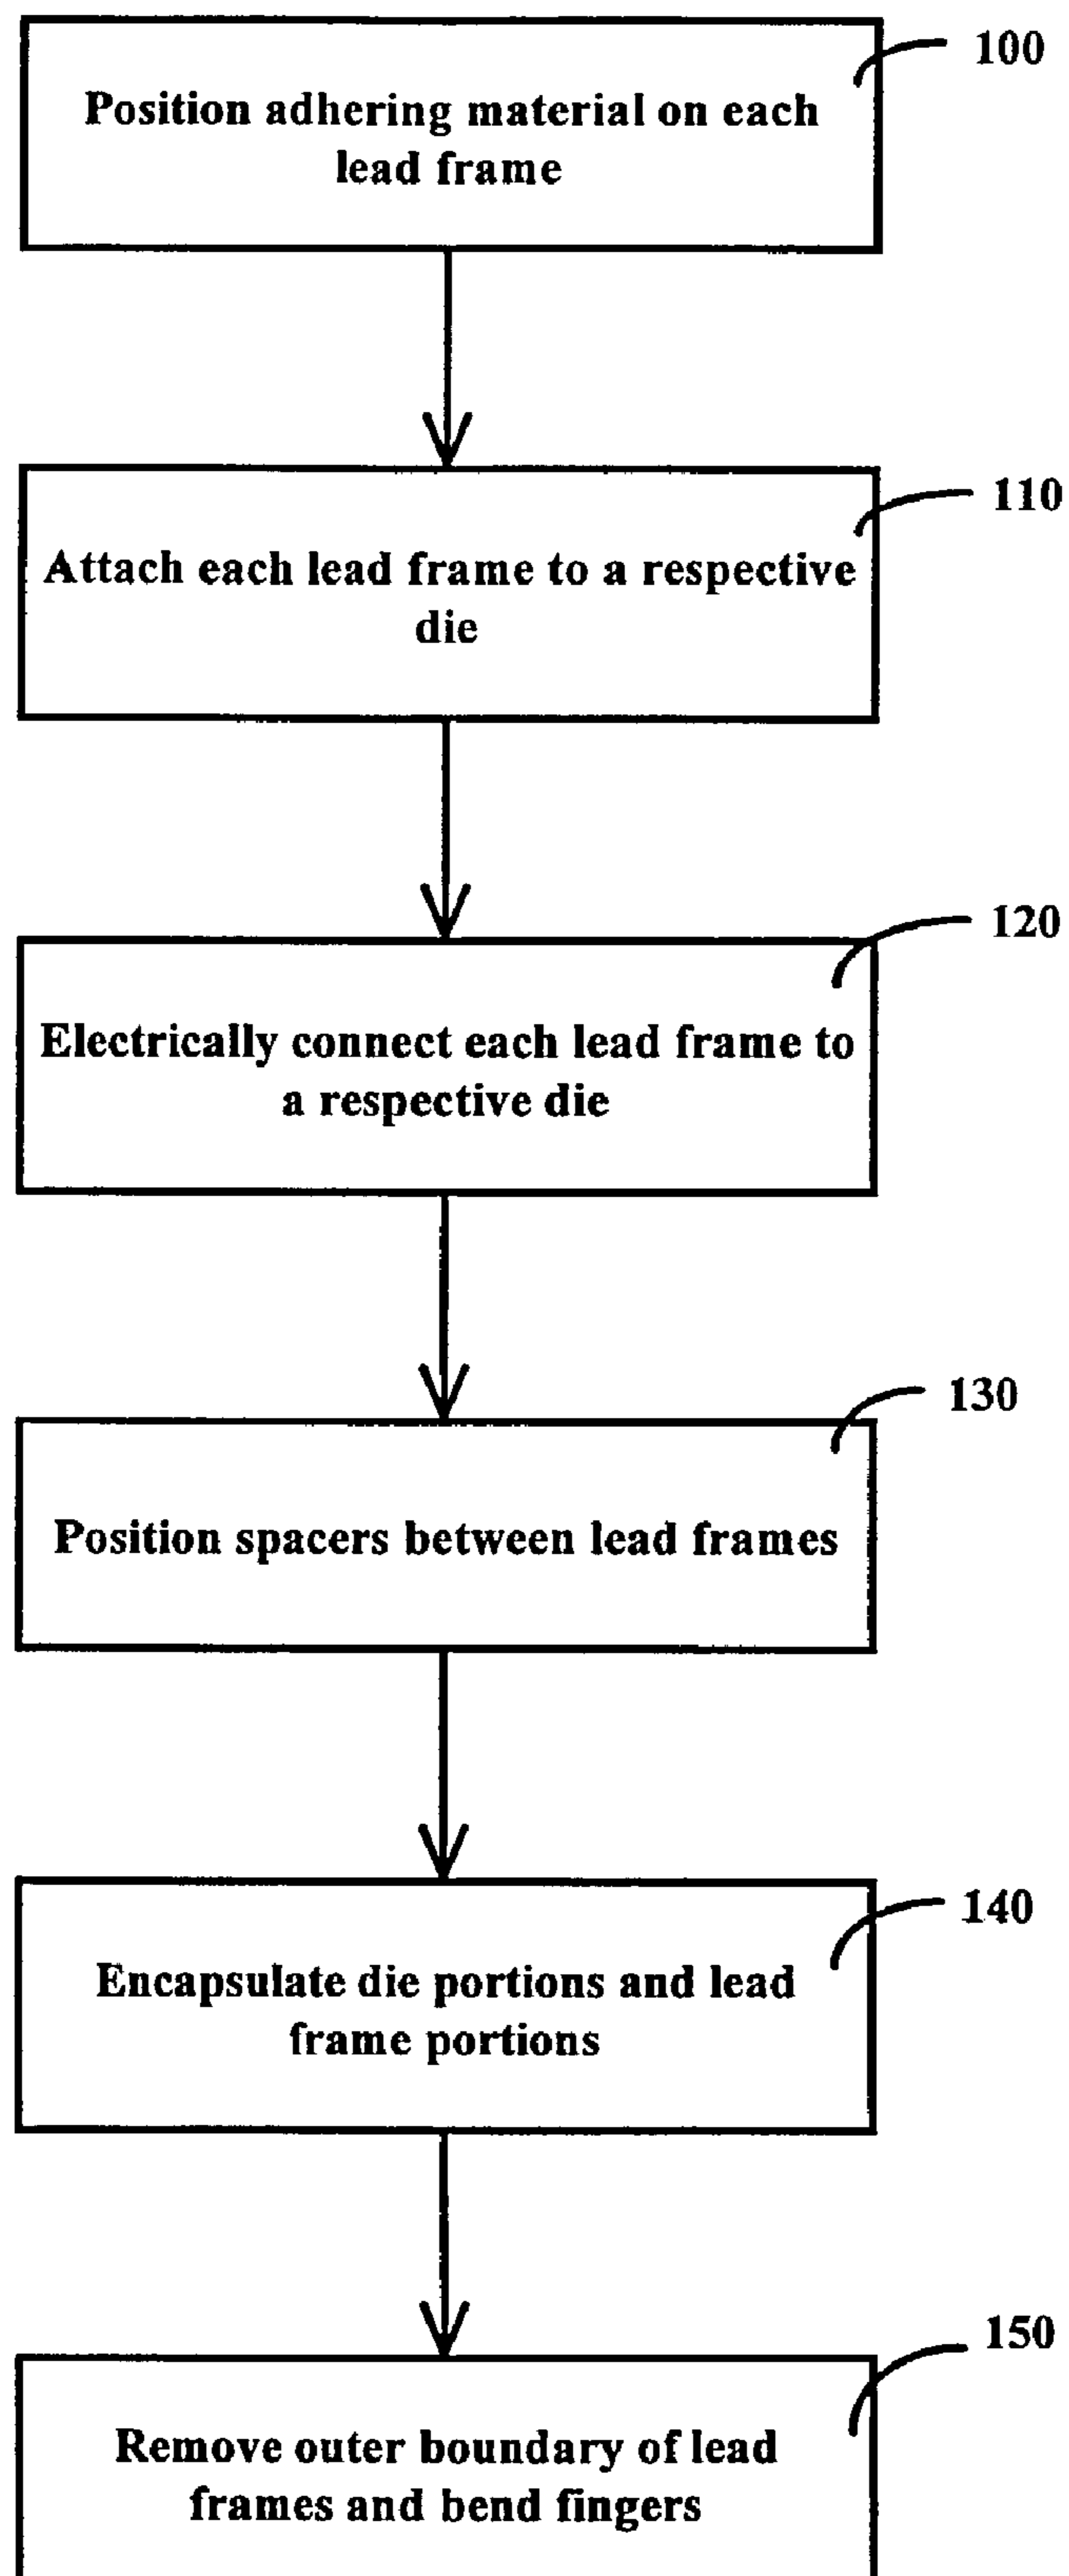 100
Position adhering material on each
lead frame
110
Attach each lead frame to a respective
die
120
Electrically connect each lead frame to
a respective die
130
Position spacers between lead frames
140
Encapsulate die portions and lead
frame portions
150
Remove outer boundary of lead
frames and bend fingers